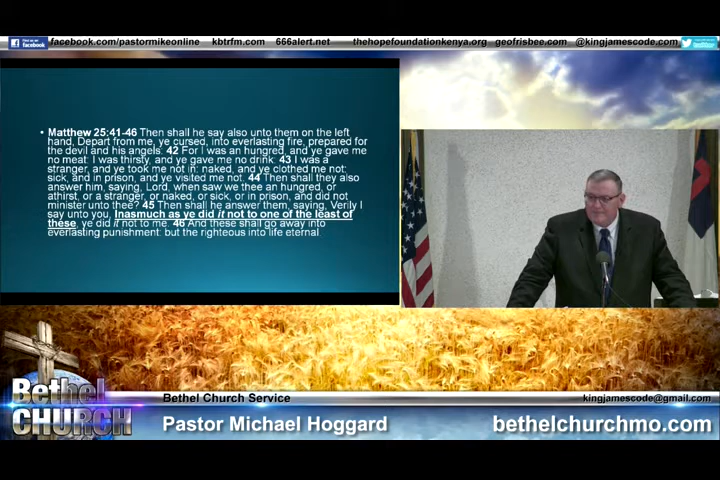 Find us on facebook
facebook.com/pastormikeonline kbtrfm.com 666alert.net thehopefoundationkenya.org geofrisbee.com @kingjamescode.com
• Matthew 25:41-46 Then shall he say also unto them on the left
hand, Depart from me, ye cursed, into everlasting fire, prepared for
the devil and his angels: 42 For I was an hungred, and ye gave me
no meat: I was thirsty, and ye gave me no drink: 43 I was a
stranger, and ye took me not in: naked, and ye clothed me not:
sick, and in prison, and ye visited me not. 44 Then shall they also
answer him, saying, Lord, when saw we thee an hungred, or
athirst, or a stranger, or naked, or sick, or in prison, and did not
minister unto thee? 45 Then shall he answer them, saying, Verily I
say unto you, Inasmuch as ye did it not to one of the least of
these, ye did it not to me. 46 And these shall go away into
everlasting punishment: but the righteous into life eternal.
Bethel
CHURCH
Bethel Church Service
kingjamescode@gmail.com
Pastor Michael Hoggard
bethelchurchmo.com